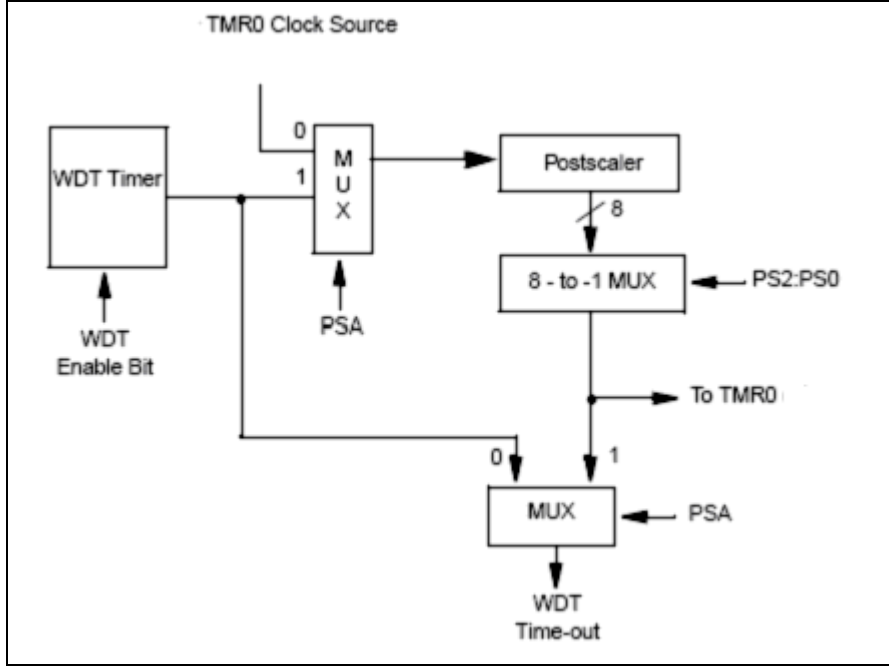 TMR0 Clock Source
0
1
M
U
X
WDT Timer
Postscaler
8
8 - to -1 MUX
PS2:PS0
PSA
WDT
Enable Bit
To TMR0
0
1
MUX
PSA
WDT
Time-out